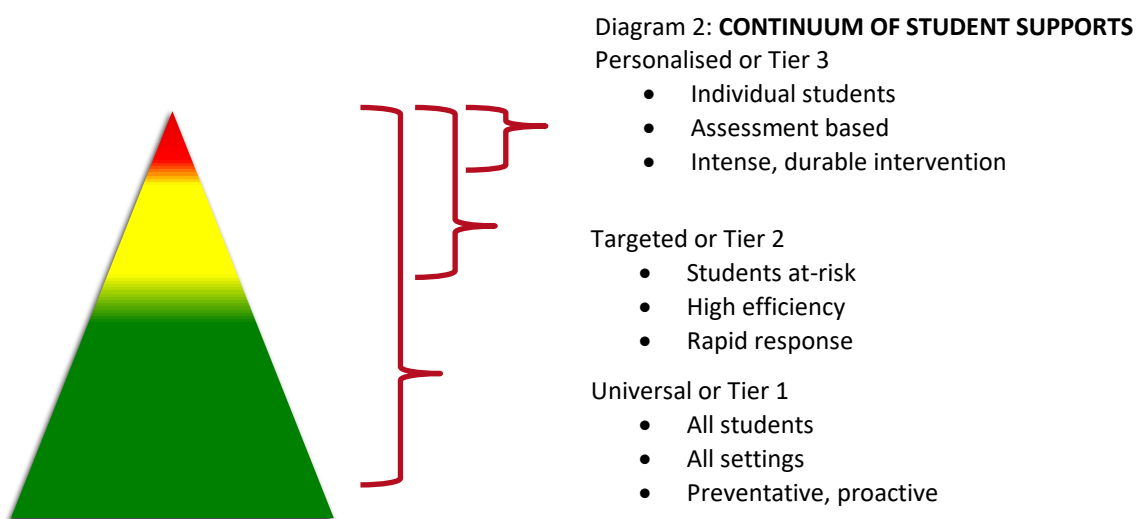 Diagram 2: CONTINUUM OF STUDENT SUPPORTS
Personalised or Tier 3
• Individual students
• Assessment based
• Intense, durable intervention
Targeted or Tier 2
• Students at-risk
• High efficiency
• Rapid response
Universal or Tier 1
• All students
• All settings
• Preventative, proactive